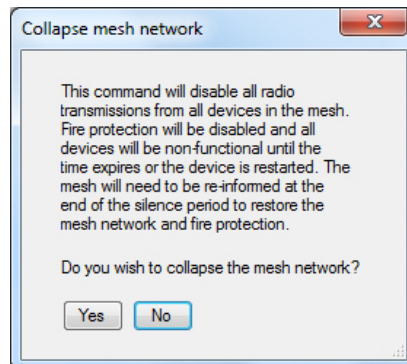 Collapse mesh network
This command will disable all radio
transmissions from all devices in the mesh.
Fire protection will be disabled and all
devices will be non-functional until the
time expires or the device is restarted. The
mesh will need to be re-informed at the
end of the silence period to restore the
mesh network and fire protection.
Do you wish to collapse the mesh network?
Yes No